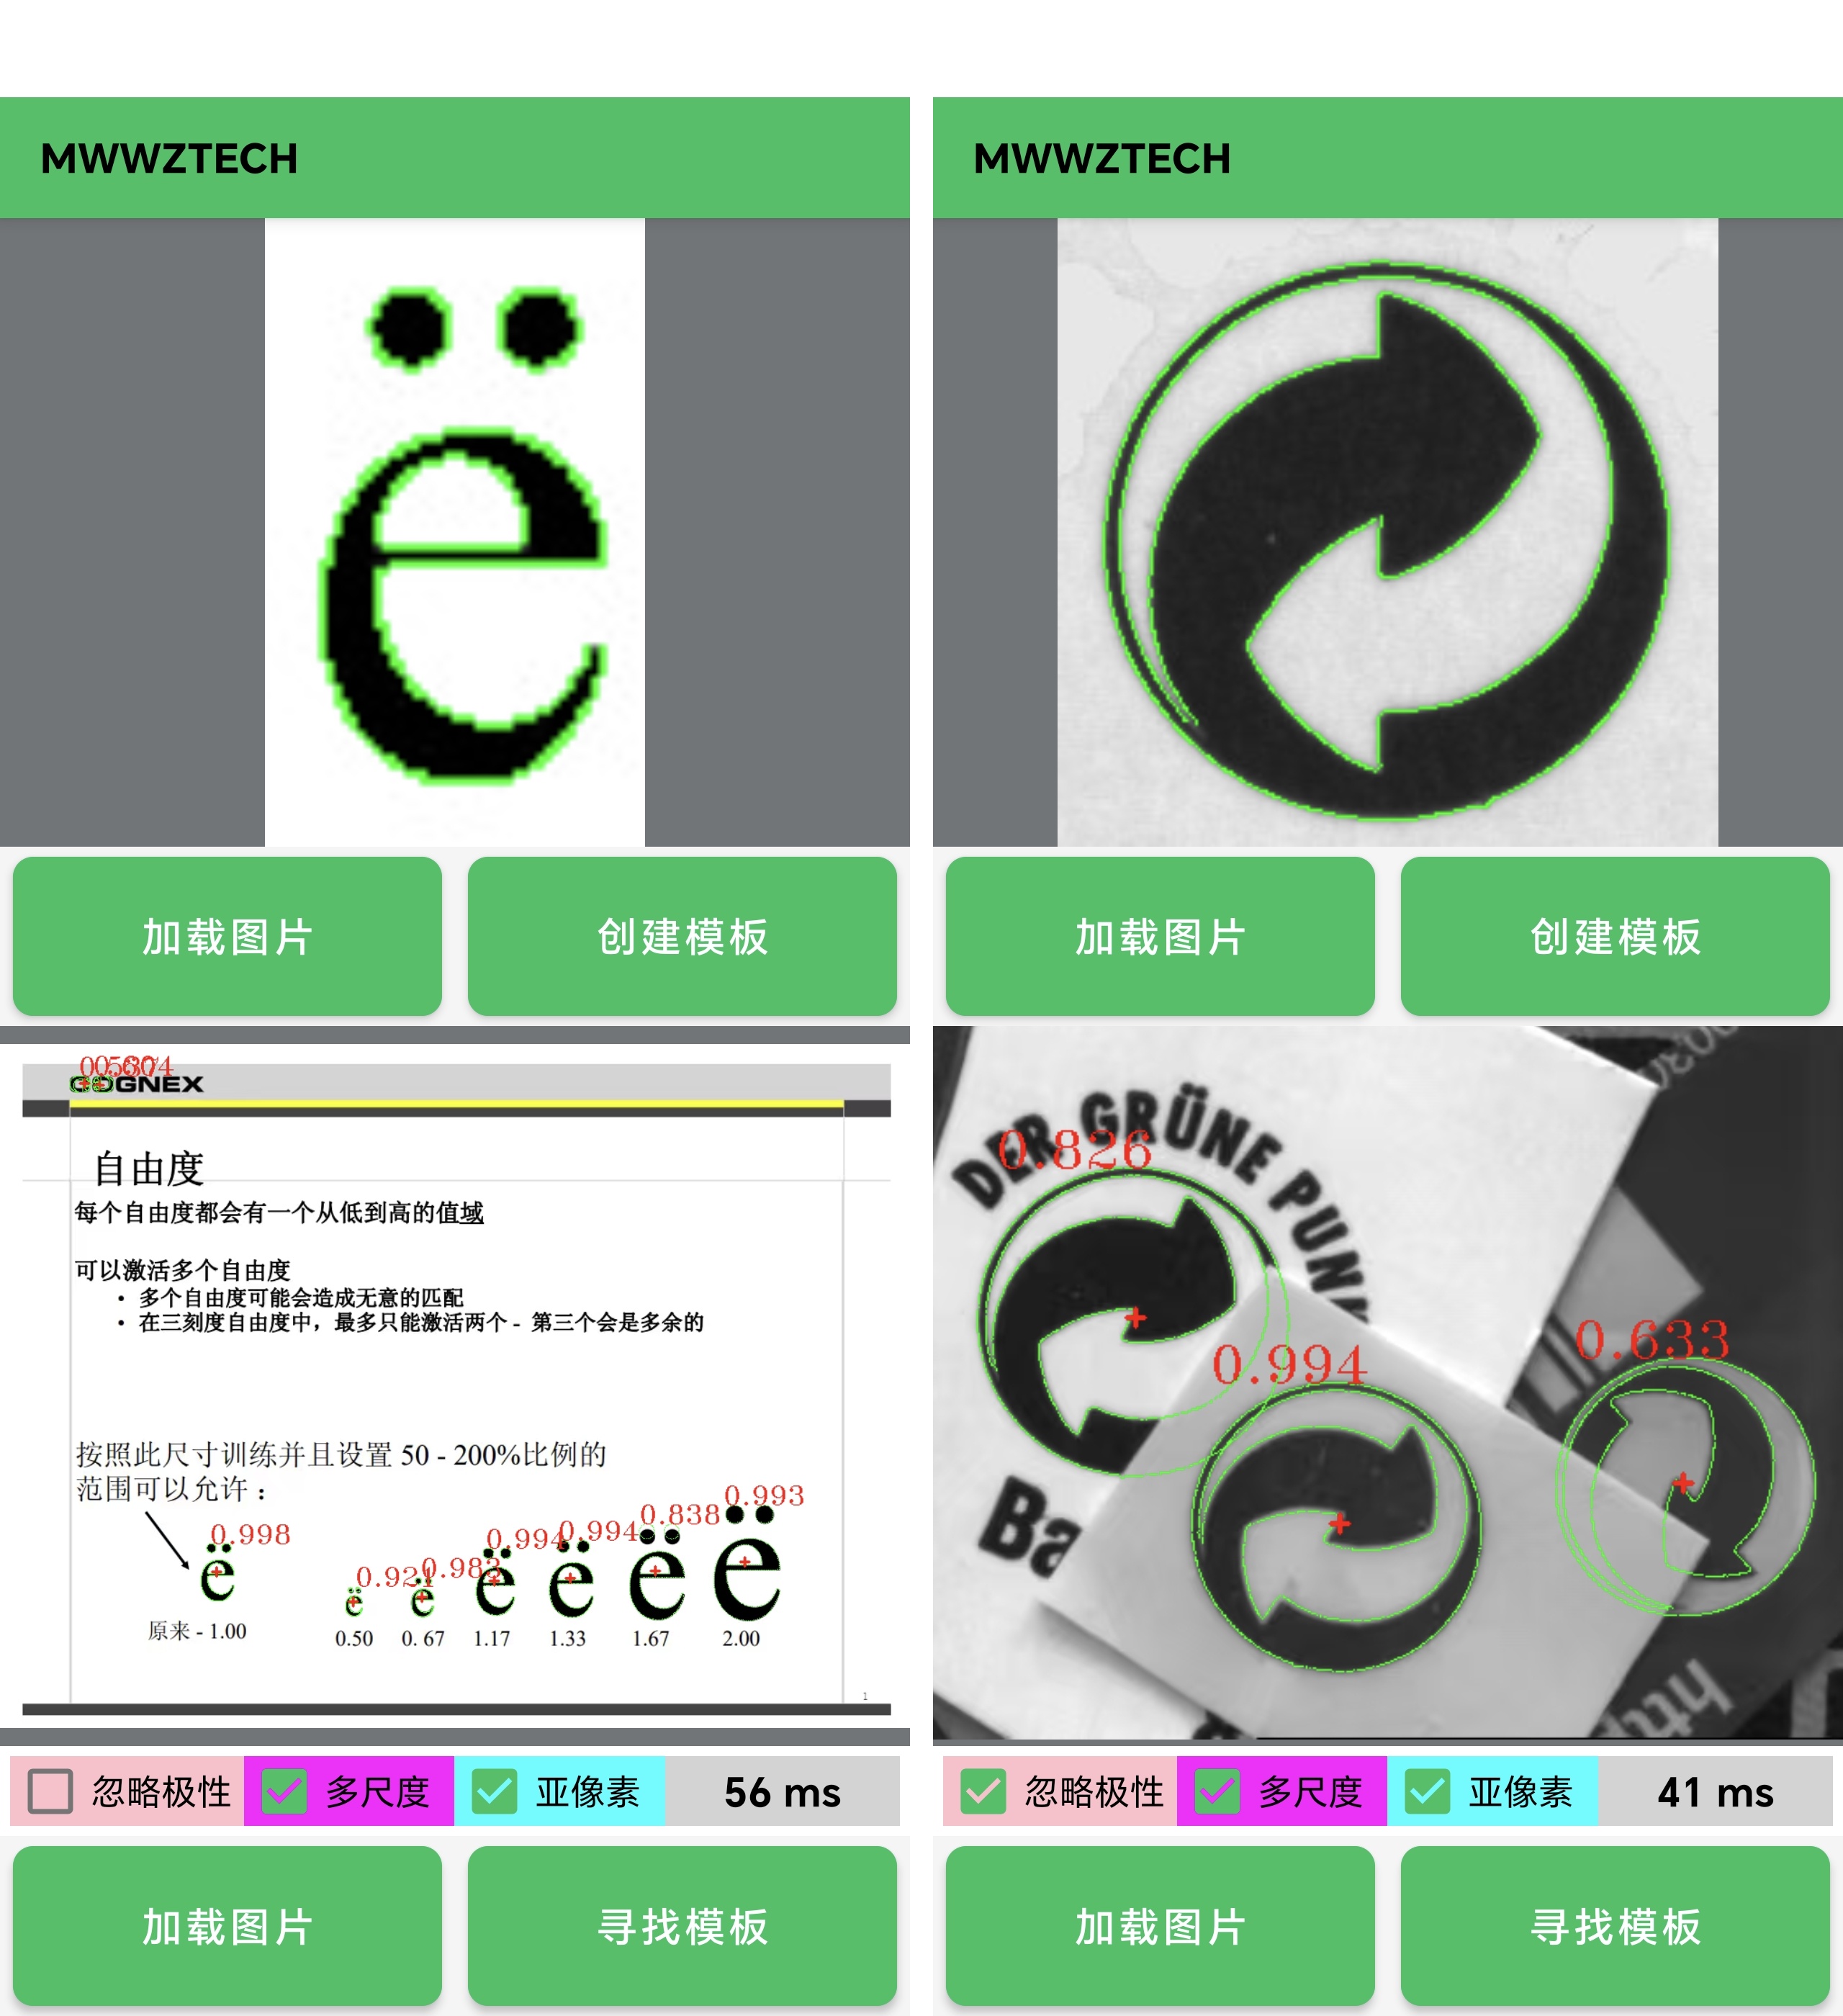 MWWZTECH
加载图片
创建模板
COGNEX
自由度
每个自由度都会有一个从低到高的值域
可以激活多个自由度
• 多个自由度可能会造成无意的匹配
• 在三刻度自由度中，最多只能激活两个 - 第三个会是多余的
按照此尺寸训练并且设置 50 - 200%比例的
范围可以允许：
0.998
0.921
0.983
0.994
0.994
0.838
0.993
ë ë ë ë ë ë ë
原来 - 1.00
0.50 0. 67 1.17 1.33 1.67 2.00
1
忽略极性 多尺度 亚像素 56 ms
加载图片
寻找模板
MWWZTECH
加载图片
创建模板
DER GRÜNE PUNK
0.826
0.994
0.633
Ba
http
忽略极性 多尺度 亚像素 41 ms
加载图片
寻找模板